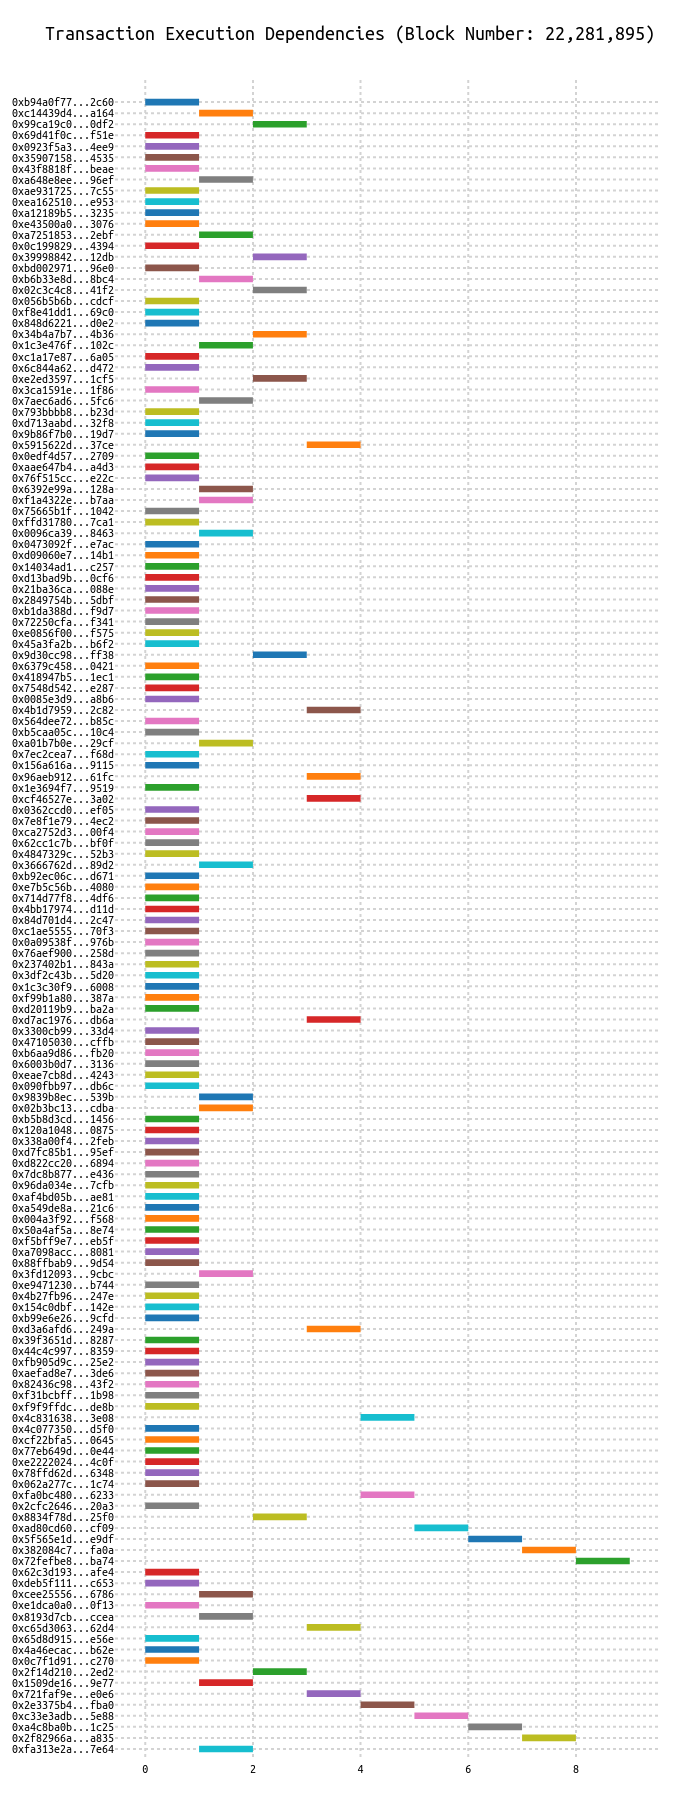 Transaction Execution Dependencies (Block Number: 22,281,895)
0xb94a0f77...2c60
0xc14439d4...a164
0x99ca19c0...0df2
0x69d41f0c...f51e
0x0923f5a3...4ee9
0x35907158...4535
0x43f8818f...beae
0xa648e8ee...96ef
0xae931725...7c55
0xea162510...e953
0xa12189b5...3235
0xe43500a0...3076
0xa7251853...2ebf
0x0c199829...4394
0x39998842...12db
0xbd002971...96e0
0xb6b33e8d...8bc4
0x02c3c4c8...41f2
0x056b5b6b...cdcf
0xf8e41dd1...69c0
0x848d6221...d0e2
0x34b4a7b7...4b36
0x1c3e476f...102c
0xc1a17e87...6a05
0x6c844a62...d472
0xe2ed3597...1cf5
0x3ca1591e...1f86
0x7aec6ad6...5fc6
0x793bbbb8...b23d
0xd713aabd...32f8
0x9b86f7b0...19d7
0x5915622d...37ce
0x0edf4d57...2709
0xaae647b4...a4d3
0x76f515cc...e22c
0x6392e99a...128a
0xf1a4322e...b7aa
0x75665b1f...1042
0xffd31780...7ca1
0x0096ca39...8463
0x0473092f...e7ac
0xd09060e7...14b1
0x14034ad1...c257
0xd13bad9b...0cf6
0x21ba36ca...088e
0x2849754b...5dbf
0xb1da388d...f9d7
0x72250cfa...f341
0xe0856f00...f575
0x45a3fa2b...b6f2
0x9d30cc98...ff38
0x6379c458...0421
0x418947b5...1ec1
0x7548d542...e287
0x0085e3d9...a8b6
0x4b1d7959...2c82
0x564dee72...b85c
0xb5caa05c...10c4
0xa01b7b0e...29cf
0x7ec2cea7...f68d
0x156a616a...9115
0x96aeb912...61fc
0x1e3694f7...9519
0xcf46527e...3a02
0x0362ccd0...ef05
0x7e8f1e79...4ec2
0xca2752d3...00f4
0x62cc1c7b...bf0f
0x4847329c...52b3
0x3666762d...89d2
0xb92ec06c...d671
0xe7b5c56b...4080
0x714d77f8...4df6
0x4bb17974...d11d
0x84d701d4...2c47
0xc1ae5555...70f3
0x0a09538f...976b
0x76aef900...258d
0x237402b1...843a
0x3df2c43b...5d20
0x1c3c30f9...6008
0xf99b1a80...387a
0xd20119b9...ba2a
0xd7ac1976...db6a
0x3300cb99...33d4
0x47105030...cffb
0xb6aa9d86...fb20
0x6003b0d7...3136
0xeae7cb8d...4243
0x090fbb97...db6c
0x9839b8ec...539b
0x02b3bc13...cdba
0xb5b8d3cd...1456
0x120a1048...0875
0x338a00f4...2feb
0xd7fc85b1...95ef
0xd822cc20...6894
0x7dc8b877...e436
0x96da034e...7cfb
0xaf4bd05b...ae81
0xa549de8a...21c6
0x004a3f92...f568
0x50a4af5a...8e74
0xf5bff9e7...eb5f
0xa7098acc...8081
0x88ffbab9...9d54
0x3fd12093...9cbc
0xe9471230...b744
0x4b27fb96...247e
0x154c0dbf...142e
0xb99e6e26...9cfd
0xd3a6afd6...249a
0x39f3651d...8287
0x44c4c997...8359
0xfb905d9c...25e2
0xaefad8e7...3de6
0x82436c98...43f2
0xf31bcbff...1b98
0xf9f9ffdc...de8b
0x4c831638...3e08
0x4c077350...d5f0
0xcf22bfa5...0645
0x77eb649d...0e44
0xe2222024...4c0f
0x78ffd62d...6348
0x062a277c...1c74
0xfa0bc480...6233
0x2cfc2646...20a3
0x8834f78d...25f0
0xad80cd60...cf09
0x5f565e1d...e9df
0x382084c7...fa0a
0x72fefbe8...ba74
0x62c3d193...afe4
0xdeb5f111...c653
0xcee25556...6786
0xe1dca0a0...0f13
0x8193d7cb...ccea
0xc65d3063...62d4
0x65d8d915...e56e
0x4a46ecac...b62e
0x0c7f1d91...c270
0x2f14d210...2ed2
0x1509de16...9e77
0x721faf9e...e0e6
0x2e3375b4...fba0
0xc33e3adb...5e88
0xa4c8ba0b...1c25
0x2f82966a...a835
0xfa313e2a...7e64
0 2 4 6 8